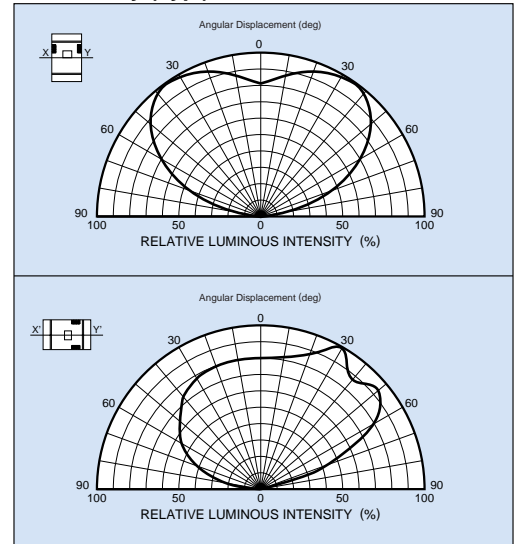 Angular Displacement (deg)
0
X Y
30 30
60 60
90 90
100 50 0 50 100
RELATIVE LUMINOUS INTENSITY (%)
Angular Displacement (deg)
0
X' Y'
30 30
60 60
90 90
100 50 0 50 100
RELATIVE LUMINOUS INTENSITY (%)